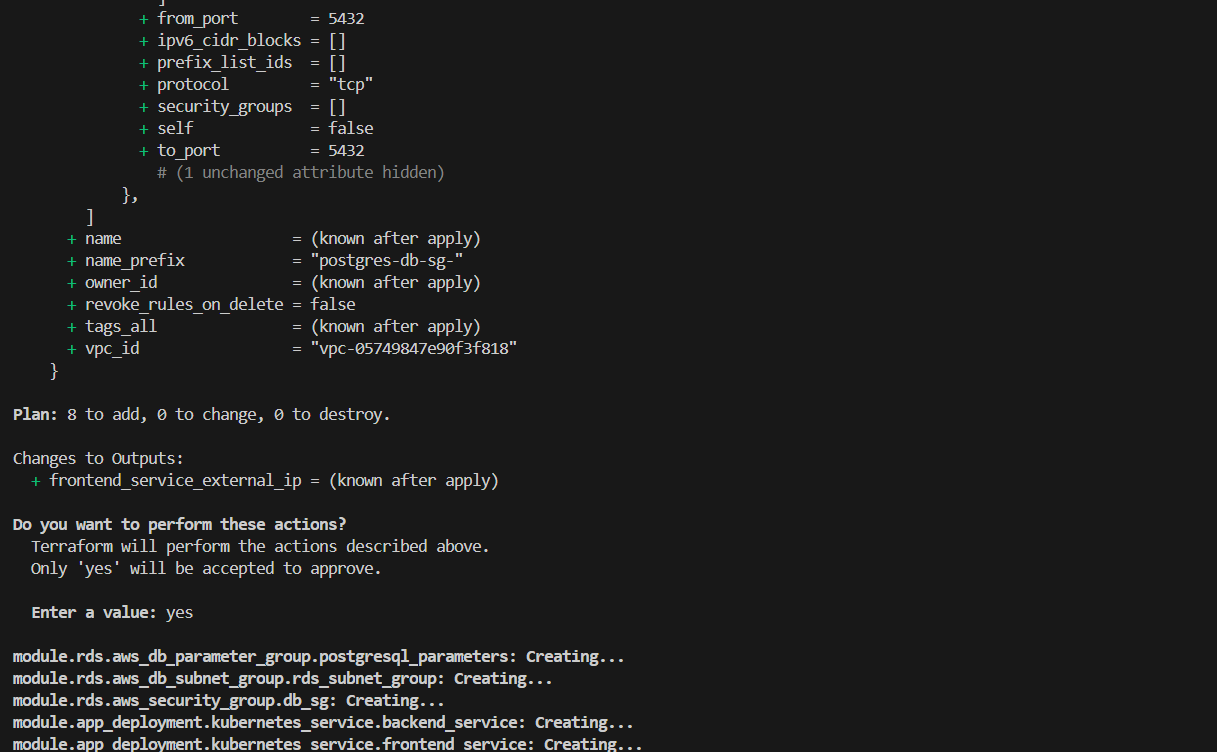 ]
+ from_port        = 5432
+ ipv6_cidr_blocks = []
+ prefix_list_ids  = []
+ protocol         = "tcp"
+ security_groups  = []
+ self             = false
+ to_port          = 5432
# (1 unchanged attribute hidden)
},
]
+ name                   = (known after apply)
+ name_prefix            = "postgres-db-sg-"
+ owner_id               = (known after apply)
+ revoke_rules_on_delete = false
+ tags_all               = (known after apply)
+ vpc_id                 = "vpc-05749847e90f3f818"
}
Plan: 8 to add, 0 to change, 0 to destroy.
Changes to Outputs:
+ frontend_service_external_ip = (known after apply)
Do you want to perform these actions?
Terraform will perform the actions described above.
Only 'yes' will be accepted to approve.
Enter a value: yes
module.rds.aws_db_parameter_group.postgresql_parameters: Creating...
module.rds.aws_db_subnet_group.rds_subnet_group: Creating...
module.rds.aws_security_group.db_sg: Creating...
module.app_deployment.kubernetes_service.backend_service: Creating...
module.app_deployment.kubernetes_service.frontend_service: Creating...